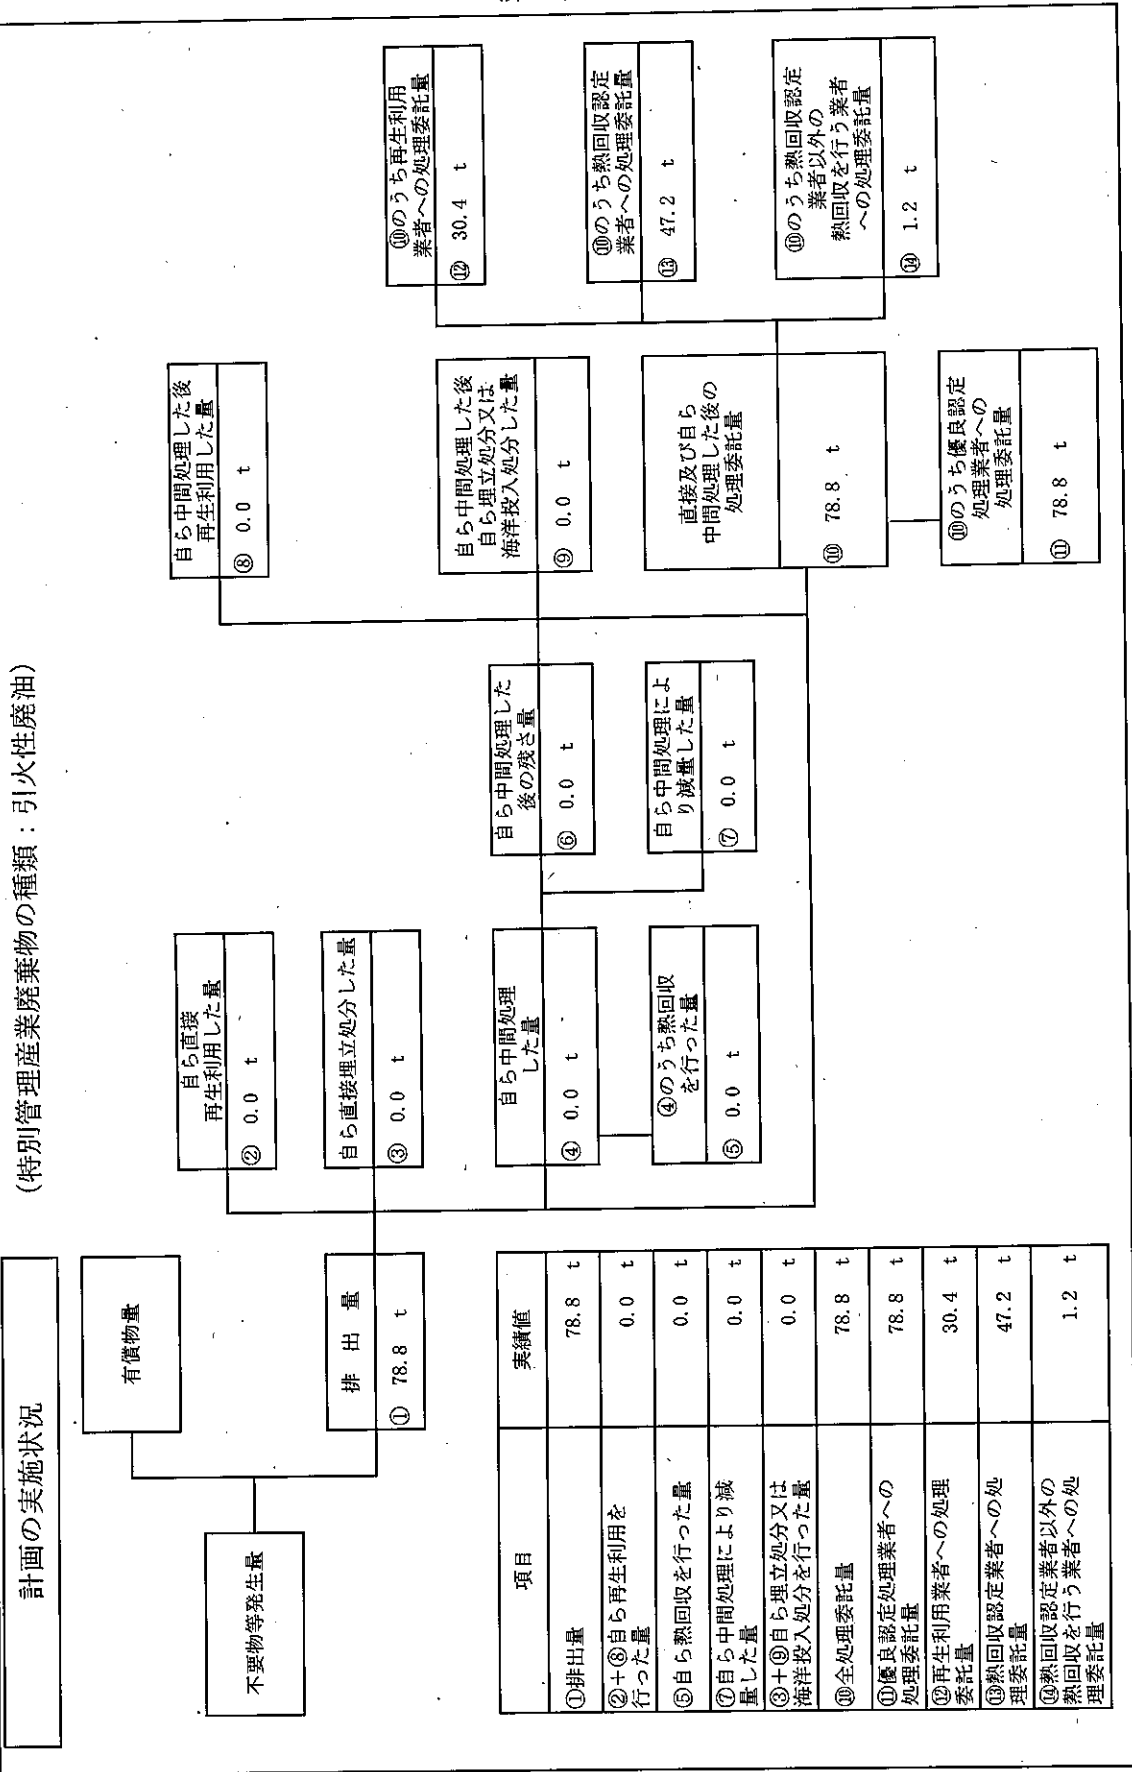 計画の実施状況
(特別管理産業廃棄物の種類：引火性廃油)
不要物等発生量
有償物量
排 出 量
① 78.8 t
自ら直接
再生利用した量
② 0.0 t
自ら直接埋立処分した量
③ 0.0 t
自ら中間処理
した量
④ 0.0 t
④のうち熱回収
を行った量
⑤ 0.0 t
自ら中間処理した
後の残さ量
⑥ 0.0 t
自ら中間処理によ
り減量した量
⑦ 0.0 t
自ら中間処理した後
再生利用した量
⑧ 0.0 t
自ら中間処理した後
自ら埋立処分又は
海洋投入処分した量
⑨ 0.0 t
直接及び自ら
中間処理した後の
処理委託量
⑩ 78.8 t
⑩のうち優良認定
処理業者への
処理委託量
⑪ 78.8 t
⑩のうち再生利用
業者への処理委託量
⑫ 30.4 t
⑩のうち熱回収認定
業者への処理委託量
⑬ 47.2 t
⑩のうち熱回収認定
業者以外の
熱回収を行う業者
への処理委託量
⑭ 1.2 t
項目 実績値
①排出量 78.8 t
②+⑧自ら再生利用を
行った量 0.0 t
⑤自ら熱回収を行った量 0.0 t
⑦自ら中間処理により減
量した量 0.0 t
③+⑨自ら埋立処分又は
海洋投入処分を行った量 0.0 t
⑩全処理委託量 78.8 t
⑪優良認定処理業者への
処理委託量 78.8 t
⑫再生利用業者への処理
委託量 30.4 t
⑬熱回収認定業者への処
理委託量 47.2 t
⑭熱回収認定業者以外の
熱回収を行う業者への処
理委託量 1.2 t